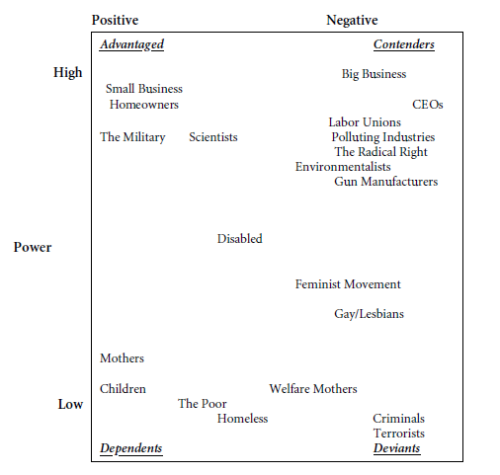 Positive Negative
Advantaged Contenders
High Big Business
Small Business
Homeowners CEOs
Labor Unions
The Military Scientists Polluting Industries
The Radical Right
Environmentalists
Gun Manufacturers
Disabled
Power
Feminist Movement
Gay/Lesbians
Mothers
Children Welfare Mothers
Low The Poor
Homeless Criminals
Terrorists
Dependents Deviants